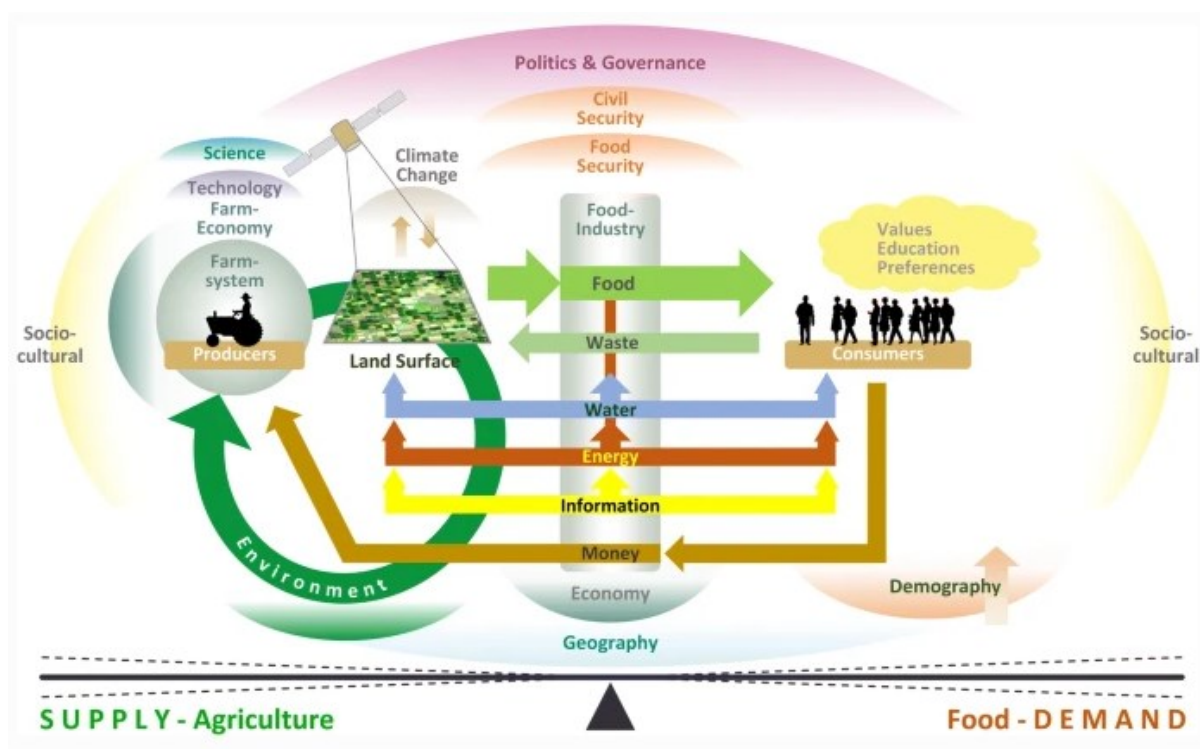 Politics & Governance
Civil
Security
Food
Security
Science
Technology
Farm-
Economy
Farm-
system
Producers
Climate
Change
Land Surface
Food-
Industry
Food
Waste
Water
Energy
Information
Money
Economy
Geography
Values
Education
Preferences
Consumers
Socio-
cultural
Socio-
cultural
Environment
Demography
SUPPLY - Agriculture
Food - DEMAND